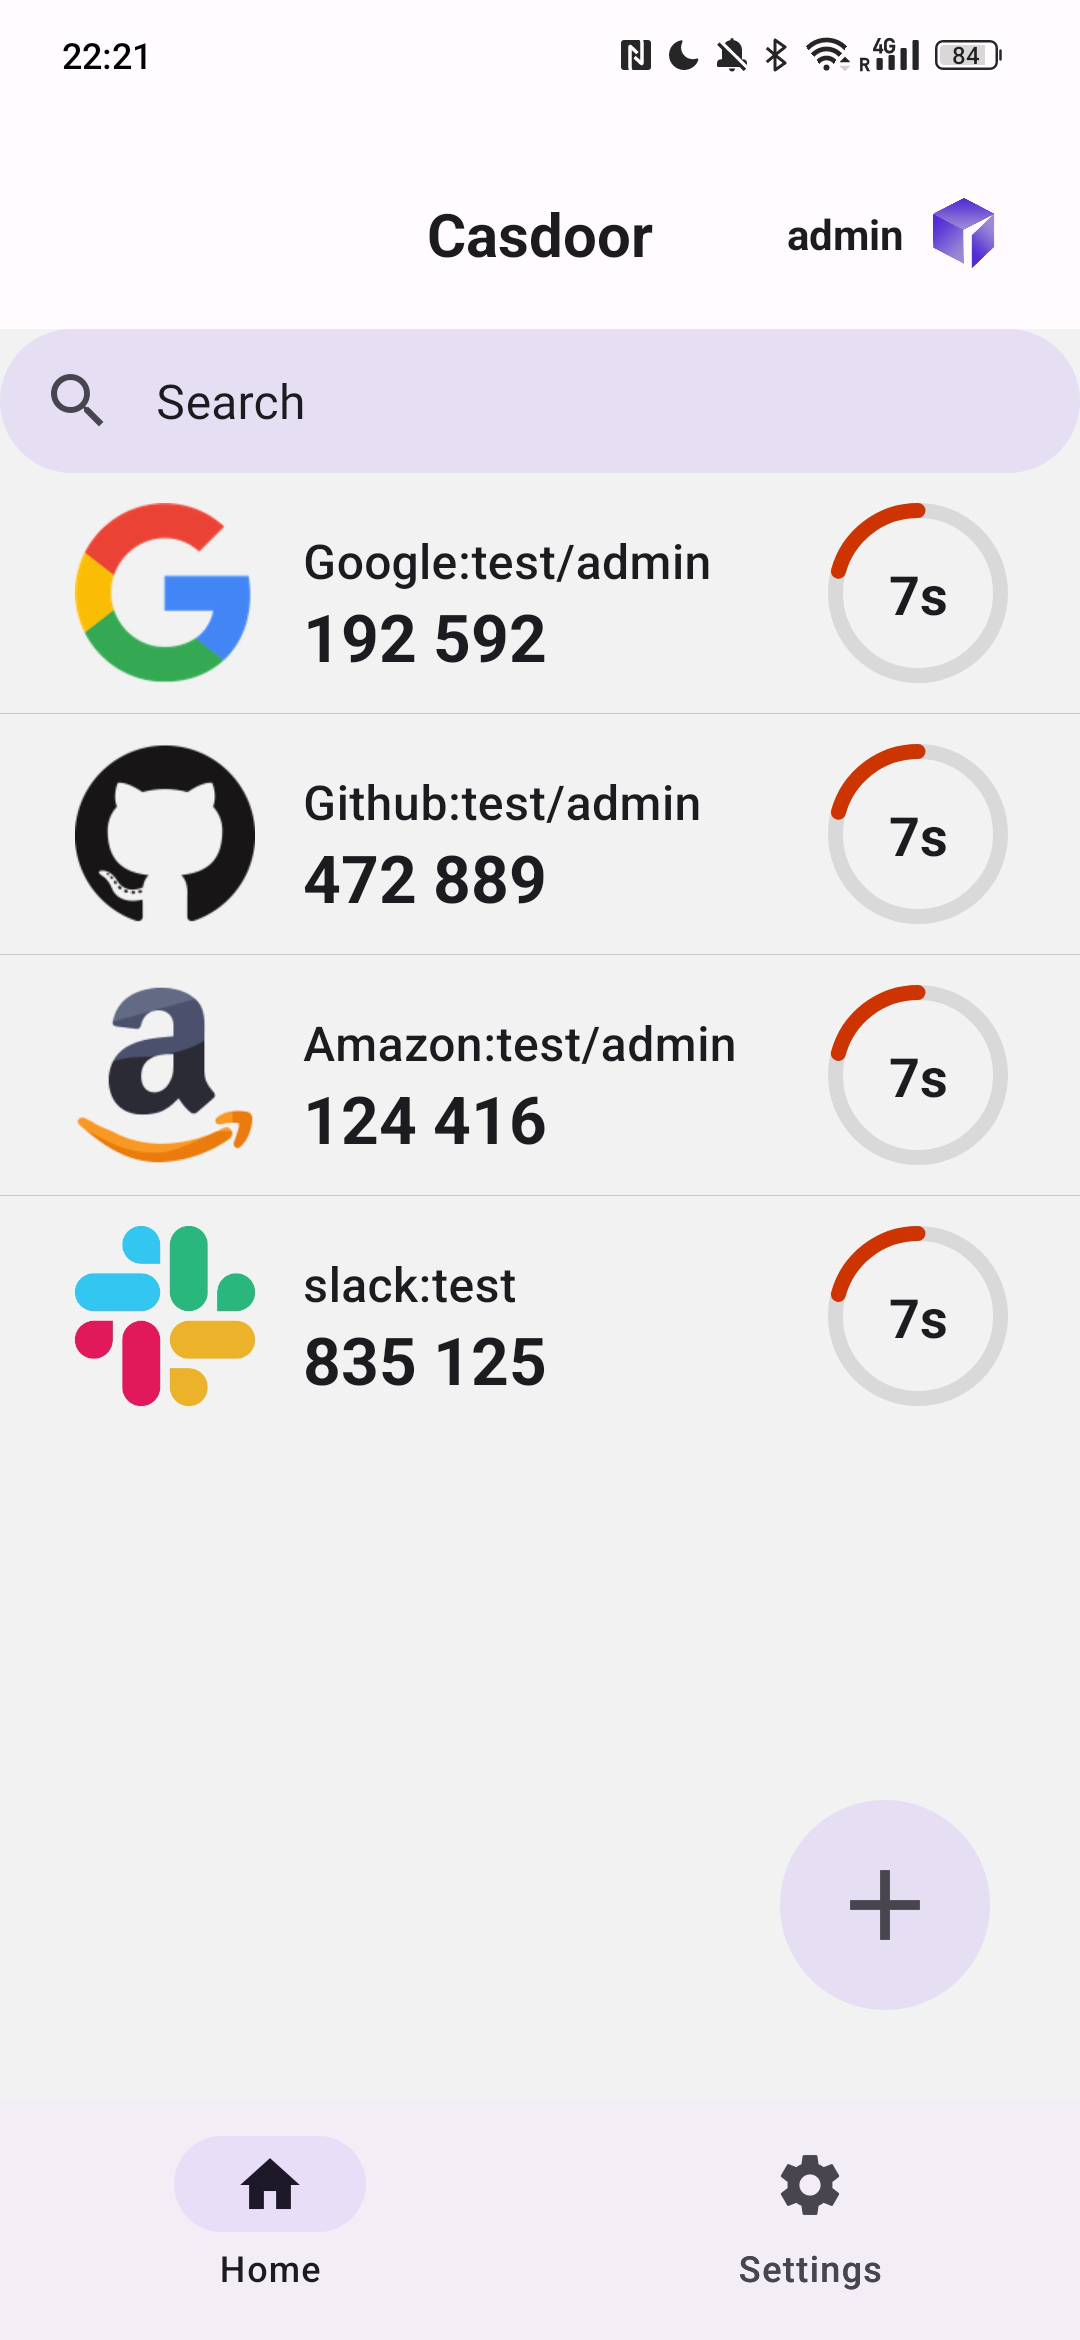 22:21
R 4G 84
Casdoor
admin
Search
Google:test/admin
192 592
7s
Github:test/admin
472 889
7s
Amazon:test/admin
124 416
7s
slack:test
835 125
7s
Home
Settings